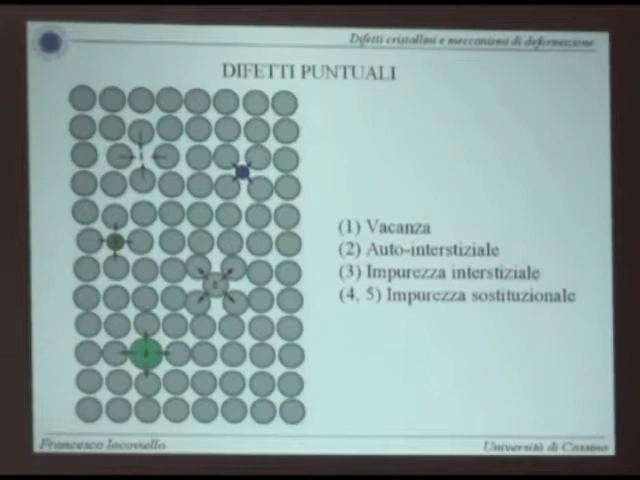 Difetti cristallini e meccanismi di deformazione
DIFETTI PUNTUALI
(1) Vacanza
(2) Auto-interstiziale
(3) Impurezza interstiziale
(4, 5) Impurezza sostituzionale
Francesco Iacoviello
Università di Cassino